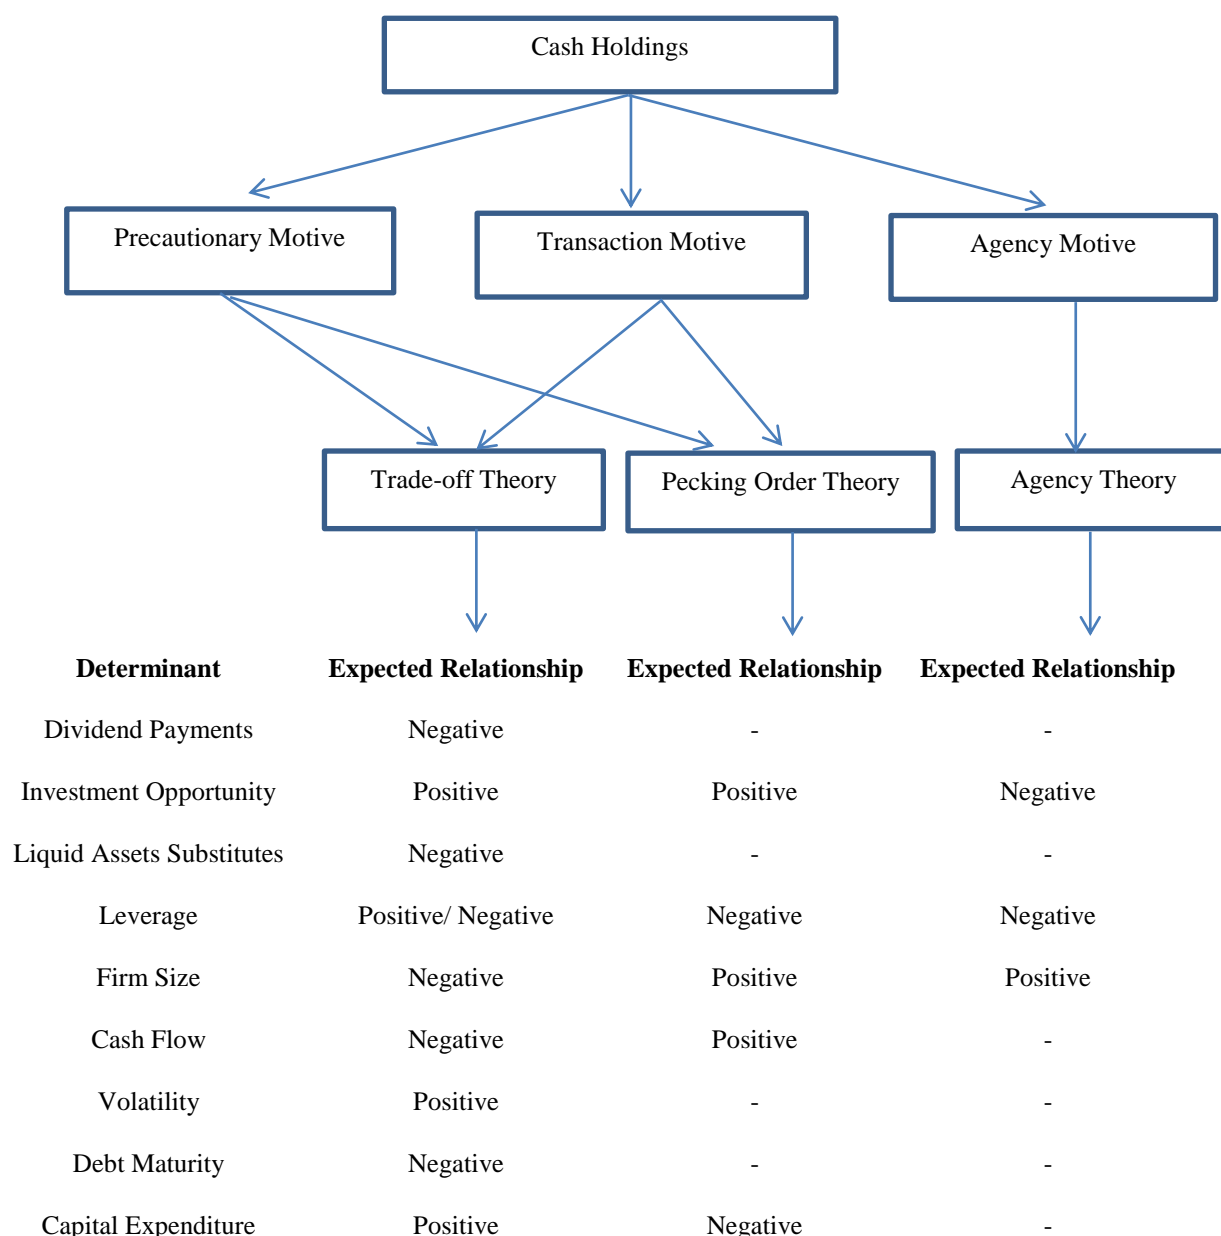 Cash Holdings
Precautionary Motive Transaction Motive Agency Motive
Trade-off Theory Pecking Order Theory Agency Theory
Determinant Expected Relationship Expected Relationship Expected Relationship
Dividend Payments Negative - -
Investment Opportunity Positive Positive Negative
Liquid Assets Substitutes Negative - -
Leverage Positive/ Negative Negative Negative
Firm Size Negative Positive Positive
Cash Flow Negative Positive -
Volatility Positive - -
Debt Maturity Negative - -
Capital Expenditure Positive Negative -